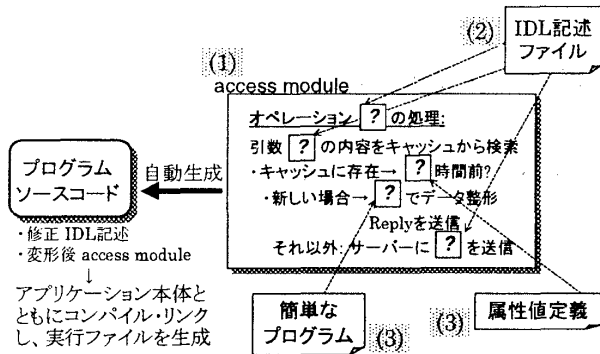 (1)
access module
(2)
IDL記述
ファイル
オペレーション ? の処理:
引数 ? の内容をキャッシュから検索
・キャッシュに存在→ ? 時間前?
・新しい場合→ ? でデータ整形
Replyを送信
それ以外: サーバーに ? を送信
自動生成
プログラム
ソースコード
・修正 IDL記述
・変形後 access module
↓
アプリケーション本体と
ともにコンパイル・リンク
し、実行ファイルを生成
簡単な
プログラム
(3)
(3)
属性値定義